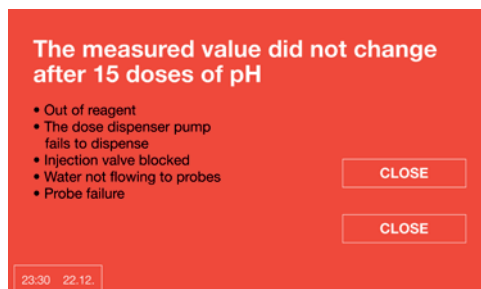 The measured value did not change
after 15 doses of pH
• Out of reagent
• The dose dispenser pump
fails to dispense
• Injection valve blocked
• Water not flowing to probes
• Probe failure
CLOSE
CLOSE
23:30 22.12.